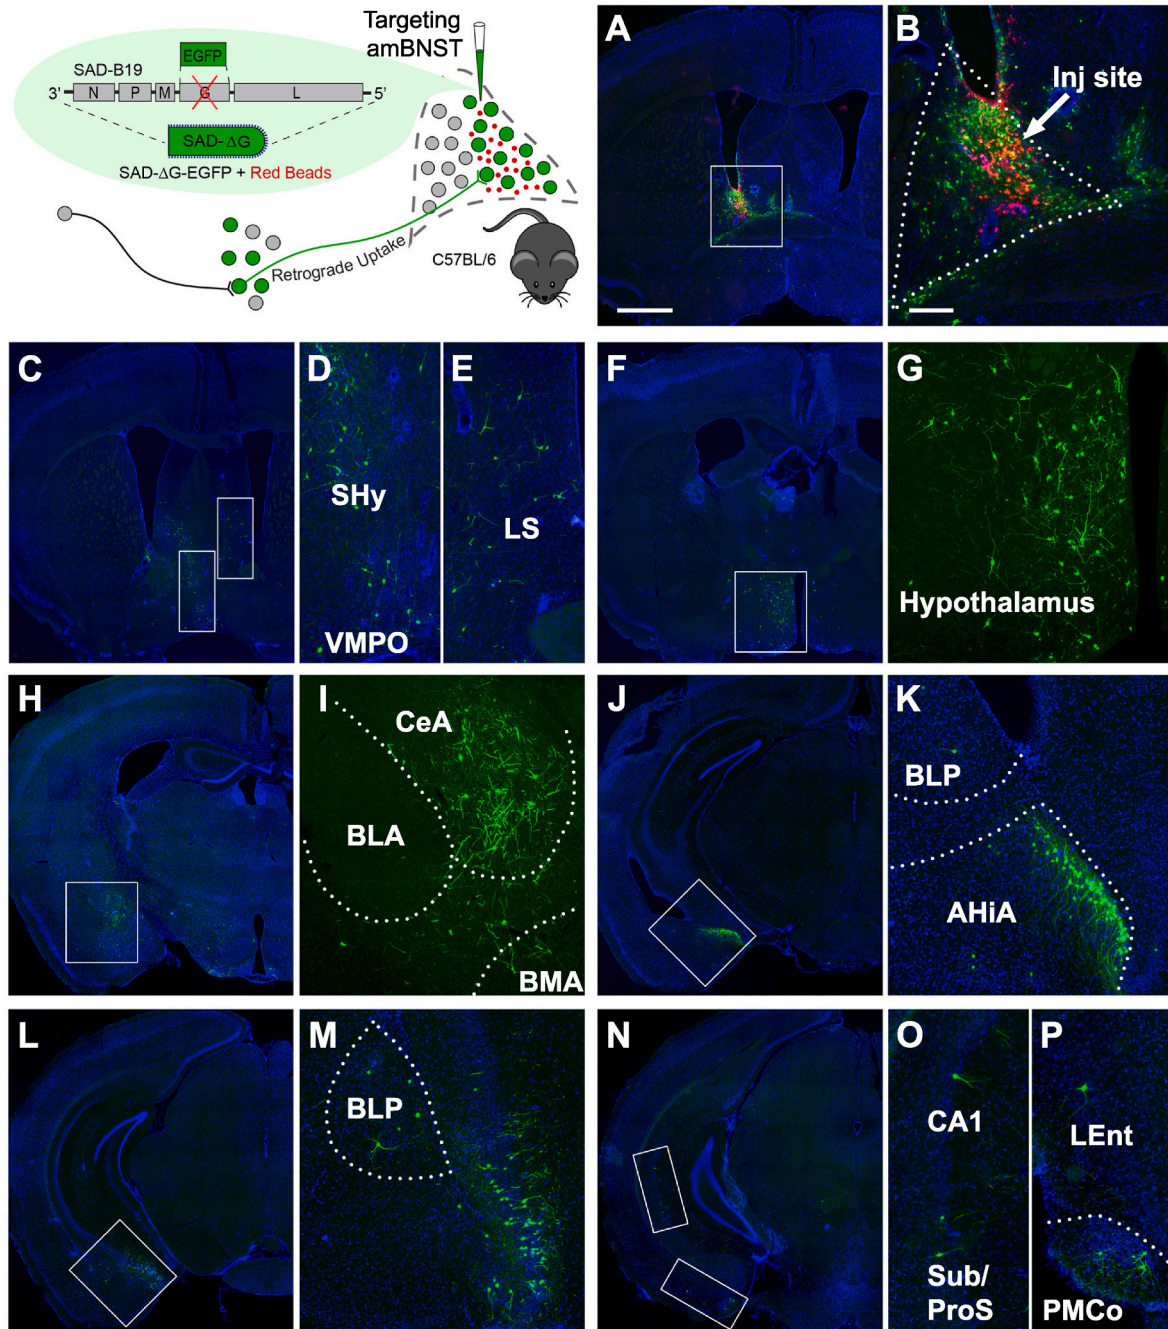 Targeting
amBNST
EGFP
SAD-B19
3' N P M G L 5'
SAD-ΔG
SAD-ΔG-EGFP + Red Beads
Retrograde Uptake
C57BL/6
A
B
Inj site
C
D
SHy
VMPO
E
LS
F
G
Hypothalamus
H
I
CeA
BLA
BMA
J
K
BLP
AHiA
L
M
BLP
N
O
CA1
Sub/
ProS
P
LEnt
PMCo